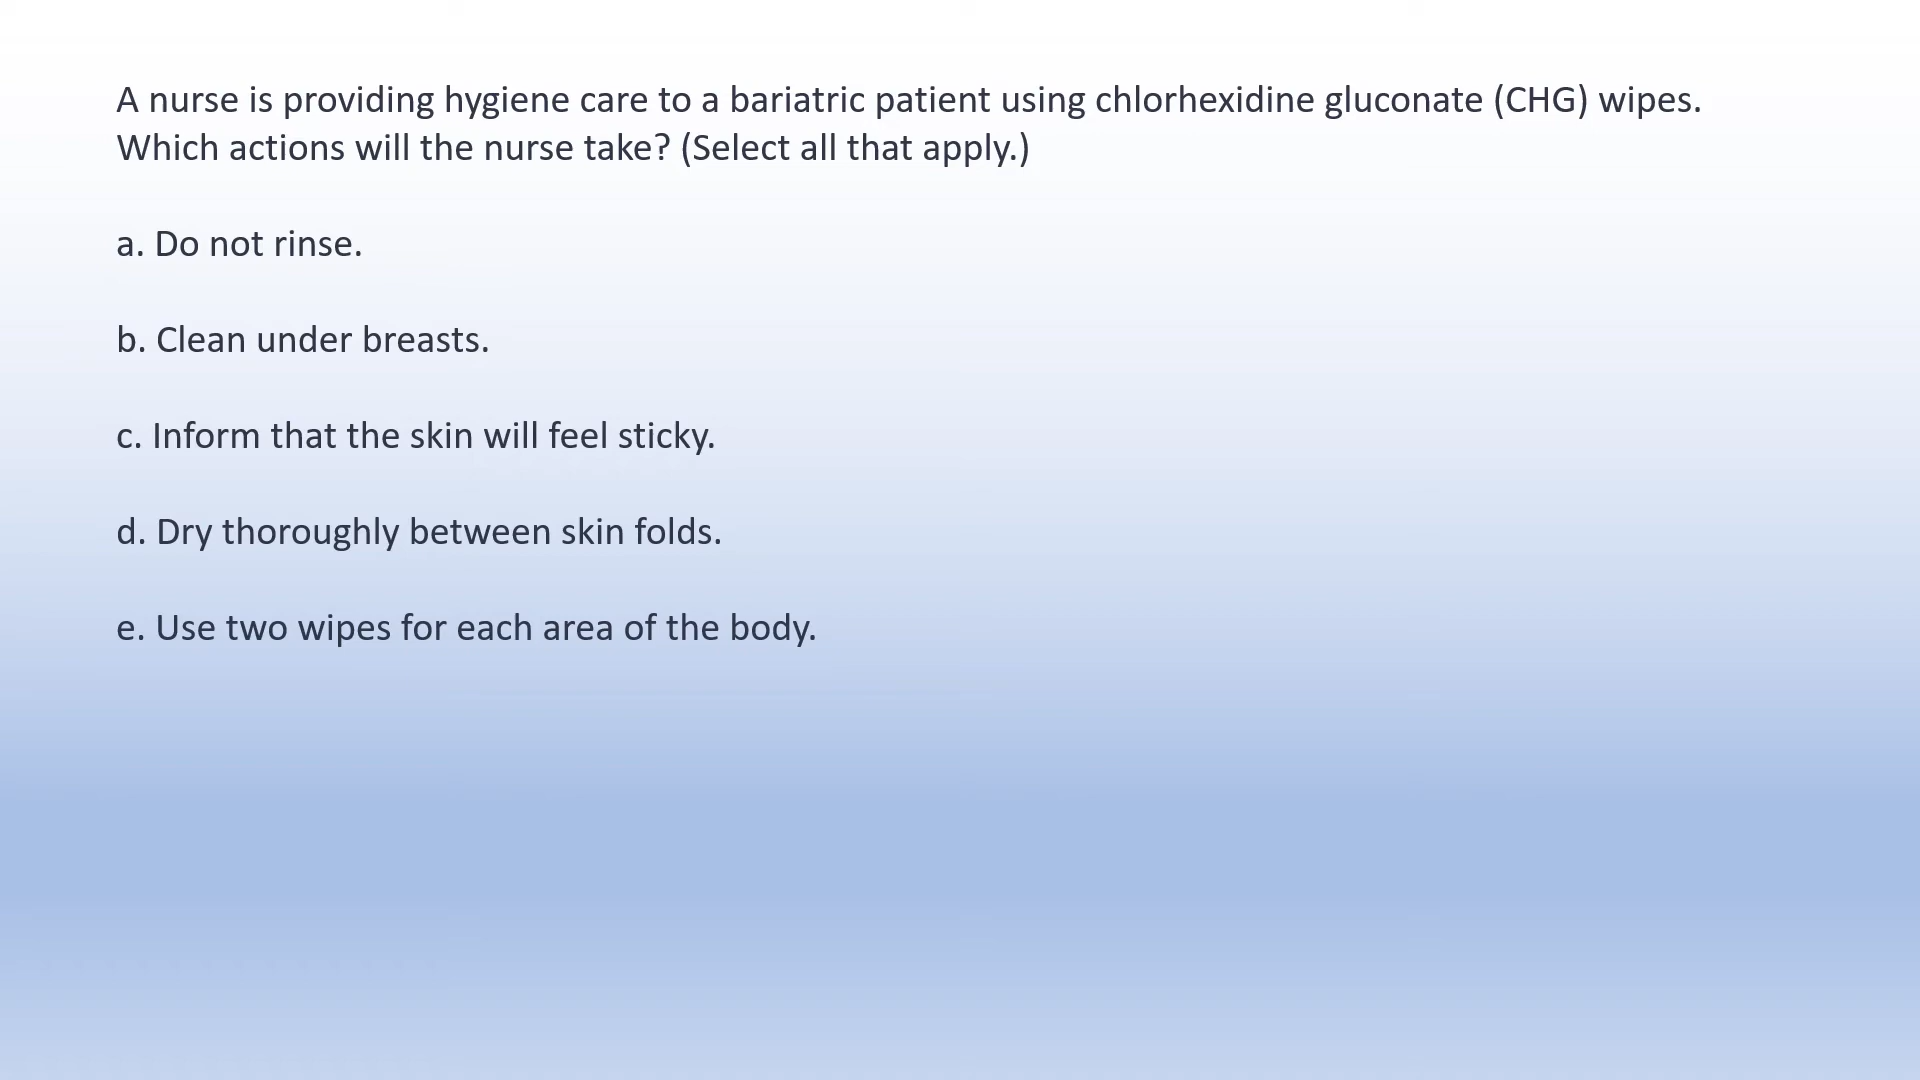 A nurse is providing hygiene care to a bariatric patient using chlorhexidine gluconate (CHG) wipes.
Which actions will the nurse take? (Select all that apply.)
a. Do not rinse.
b. Clean under breasts.
c. Inform that the skin will feel sticky.
d. Dry thoroughly between skin folds.
e. Use two wipes for each area of the body.